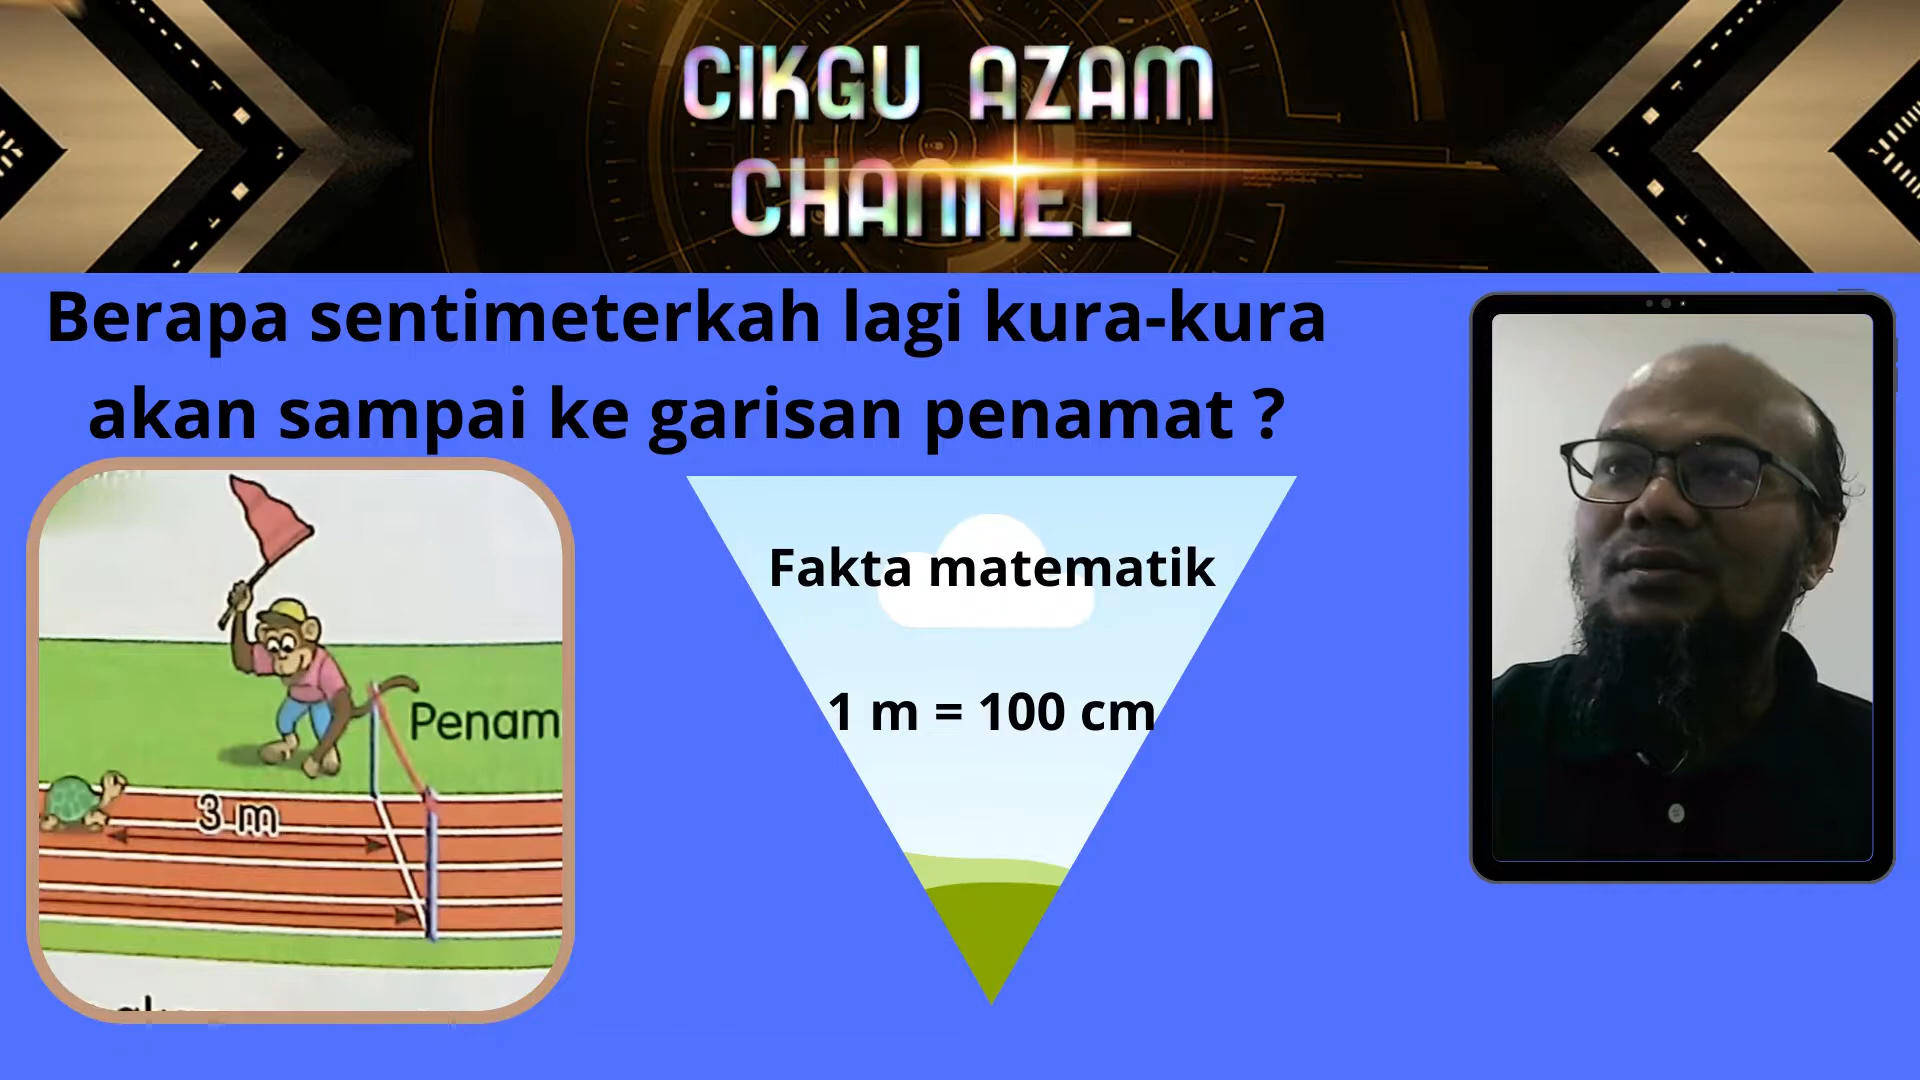 CIKGU AZAM
CHANNEL
Berapa sentimeterkah lagi kura-kura
akan sampai ke garisan penamat ?
Fakta matematik
1 m = 100 cm
Penam
3 m